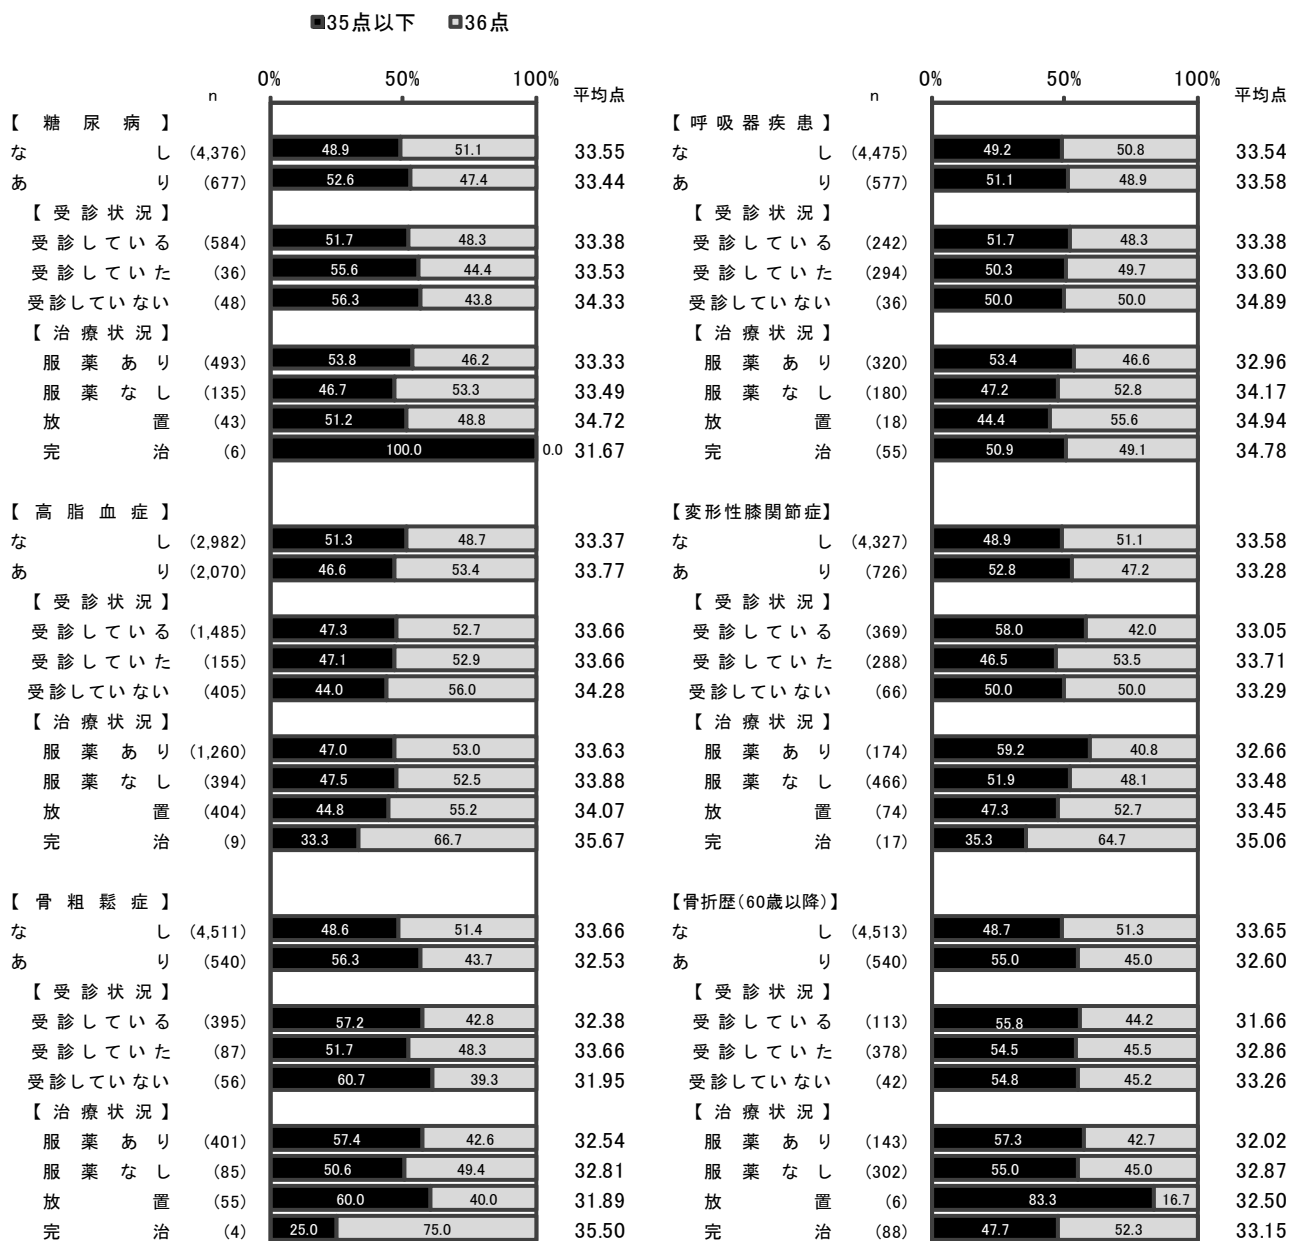 ■35点以下 □36点
0% 50% 100%
n 平均点
【糖尿病】
なし (4,376) 48.9 51.1 33.55
あり (677) 52.6 47.4 33.44
【受診状況】
受診している (584) 51.7 48.3 33.38
受診していた (36) 55.6 44.4 33.53
受診していない (48) 56.3 43.8 34.33
【治療状況】
服薬あり (493) 53.8 46.2 33.33
服薬なし (135) 46.7 53.3 33.49
放置 (43) 51.2 48.8 34.72
完治 (6) 100.0 0.0 31.67
【高脂血症】
なし (2,982) 51.3 48.7 33.37
あり (2,070) 46.6 53.4 33.77
【受診状況】
受診している (1,485) 47.3 52.7 33.66
受診していた (155) 47.1 52.9 33.66
受診していない (405) 44.0 56.0 34.28
【治療状況】
服薬あり (1,260) 47.0 53.0 33.63
服薬なし (394) 47.5 52.5 33.88
放置 (404) 44.8 55.2 34.07
完治 (9) 33.3 66.7 35.67
【骨粗鬆症】
なし (4,511) 48.6 51.4 33.66
あり (540) 56.3 43.7 32.53
【受診状況】
受診している (395) 57.2 42.8 32.38
受診していた (87) 51.7 48.3 33.66
受診していない (56) 60.7 39.3 31.95
【治療状況】
服薬あり (401) 57.4 42.6 32.54
服薬なし (85) 50.6 49.4 32.81
放置 (55) 60.0 40.0 31.89
完治 (4) 25.0 75.0 35.50
0% 50% 100%
n 平均点
【呼吸器疾患】
なし (4,475) 49.2 50.8 33.54
あり (577) 51.1 48.9 33.58
【受診状況】
受診している (242) 51.7 48.3 33.38
受診していた (294) 50.3 49.7 33.60
受診していない (36) 50.0 50.0 34.89
【治療状況】
服薬あり (320) 53.4 46.6 32.96
服薬なし (180) 47.2 52.8 34.17
放置 (18) 44.4 55.6 34.94
完治 (55) 50.9 49.1 34.78
【変形性膝関節症】
なし (4,327) 48.9 51.1 33.58
あり (726) 52.8 47.2 33.28
【受診状況】
受診している (369) 58.0 42.0 33.05
受診していた (288) 46.5 53.5 33.71
受診していない (66) 50.0 50.0 33.29
【治療状況】
服薬あり (174) 59.2 40.8 32.66
服薬なし (466) 51.9 48.1 33.48
放置 (74) 47.3 52.7 33.45
完治 (17) 35.3 64.7 35.06
【骨折歴(60歳以降)】
なし (4,513) 48.7 51.3 33.65
あり (540) 55.0 45.0 32.60
【受診状況】
受診している (113) 55.8 44.2 31.66
受診していた (378) 54.5 45.5 32.86
受診していない (42) 54.8 45.2 33.26
【治療状況】
服薬あり (143) 57.3 42.7 32.02
服薬なし (302) 55.0 45.0 32.87
放置 (6) 83.3 16.7 32.50
完治 (88) 47.7 52.3 33.15